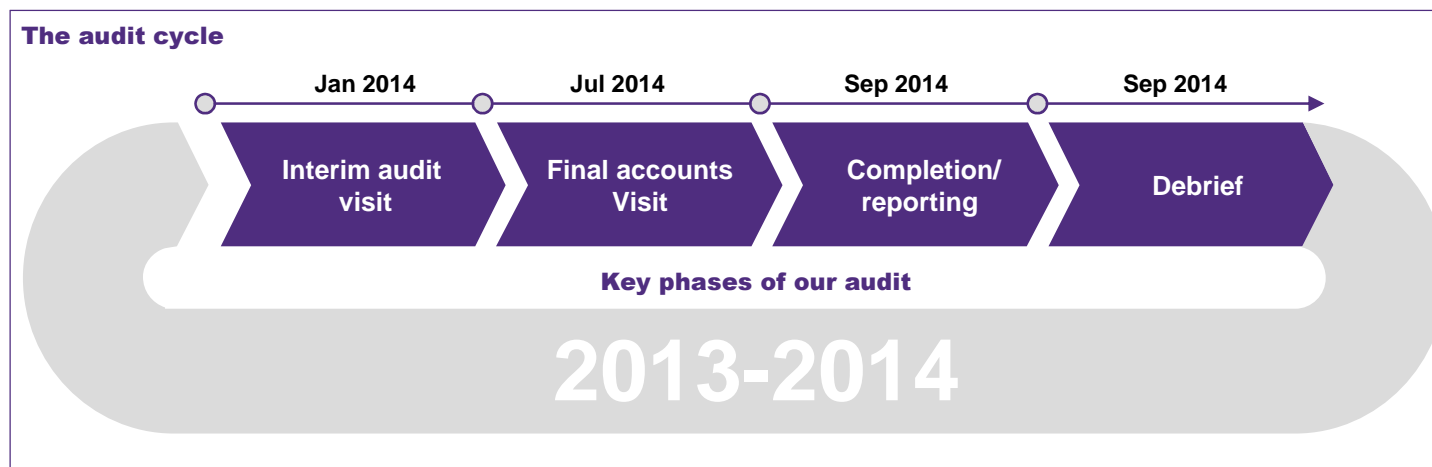 The audit cycle
Jan 2014
Jul 2014
Sep 2014
Sep 2014
Interim audit
visit
Final accounts
Visit
Completion/
reporting
Debrief
Key phases of our audit
2013-2014